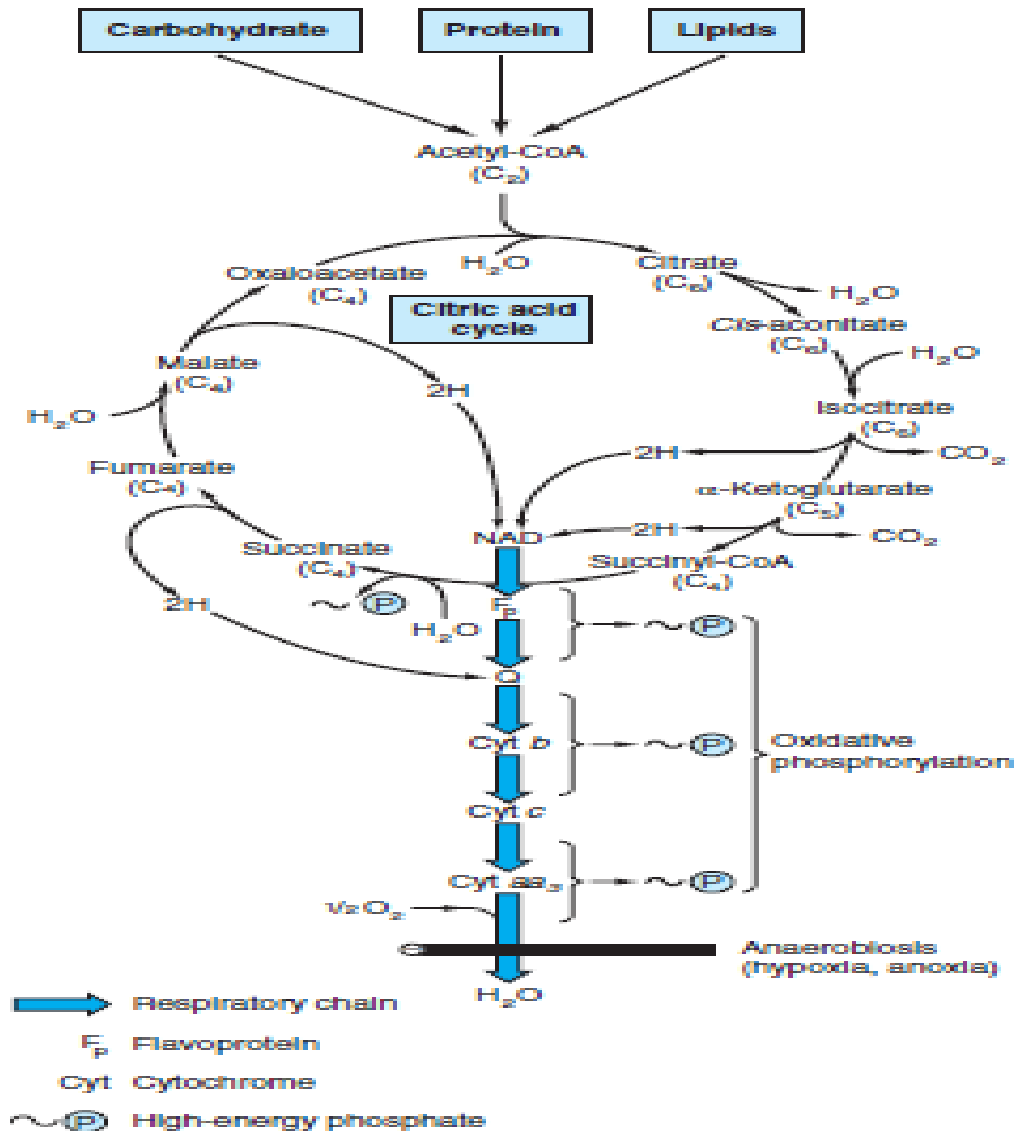 Carbohydrate
Protein
Lipids
Acetyl-CoA
(C₂)
H₂O
Oxaloacetate
(C₄)
Citrate
(C₆)
H₂O
Citric acid
cycle
Cis-aconitate
(C₆)
H₂O
Malate
(C₄)
2H
H₂O
Isocitrate
(C₆)
CO₂
2H
Fumarate
(C₄)
α-Ketoglutarate
(C₅)
2H
CO₂
NAD
Succinate
(C₄)
Succinyl-CoA
(C₄)
2H
~ P
H₂O
Fₚ
~ P
Q
Cyt b
~ P
Oxidative
phosphorylation
Cyt c
Cyt aa₃
~ P
1/2 O₂
Anaerobiosis
(hypoxia, anoxia)
H₂O
Respiratory chain
Fₚ Flavoprotein
Cyt Cytochrome
~ P High-energy phosphate